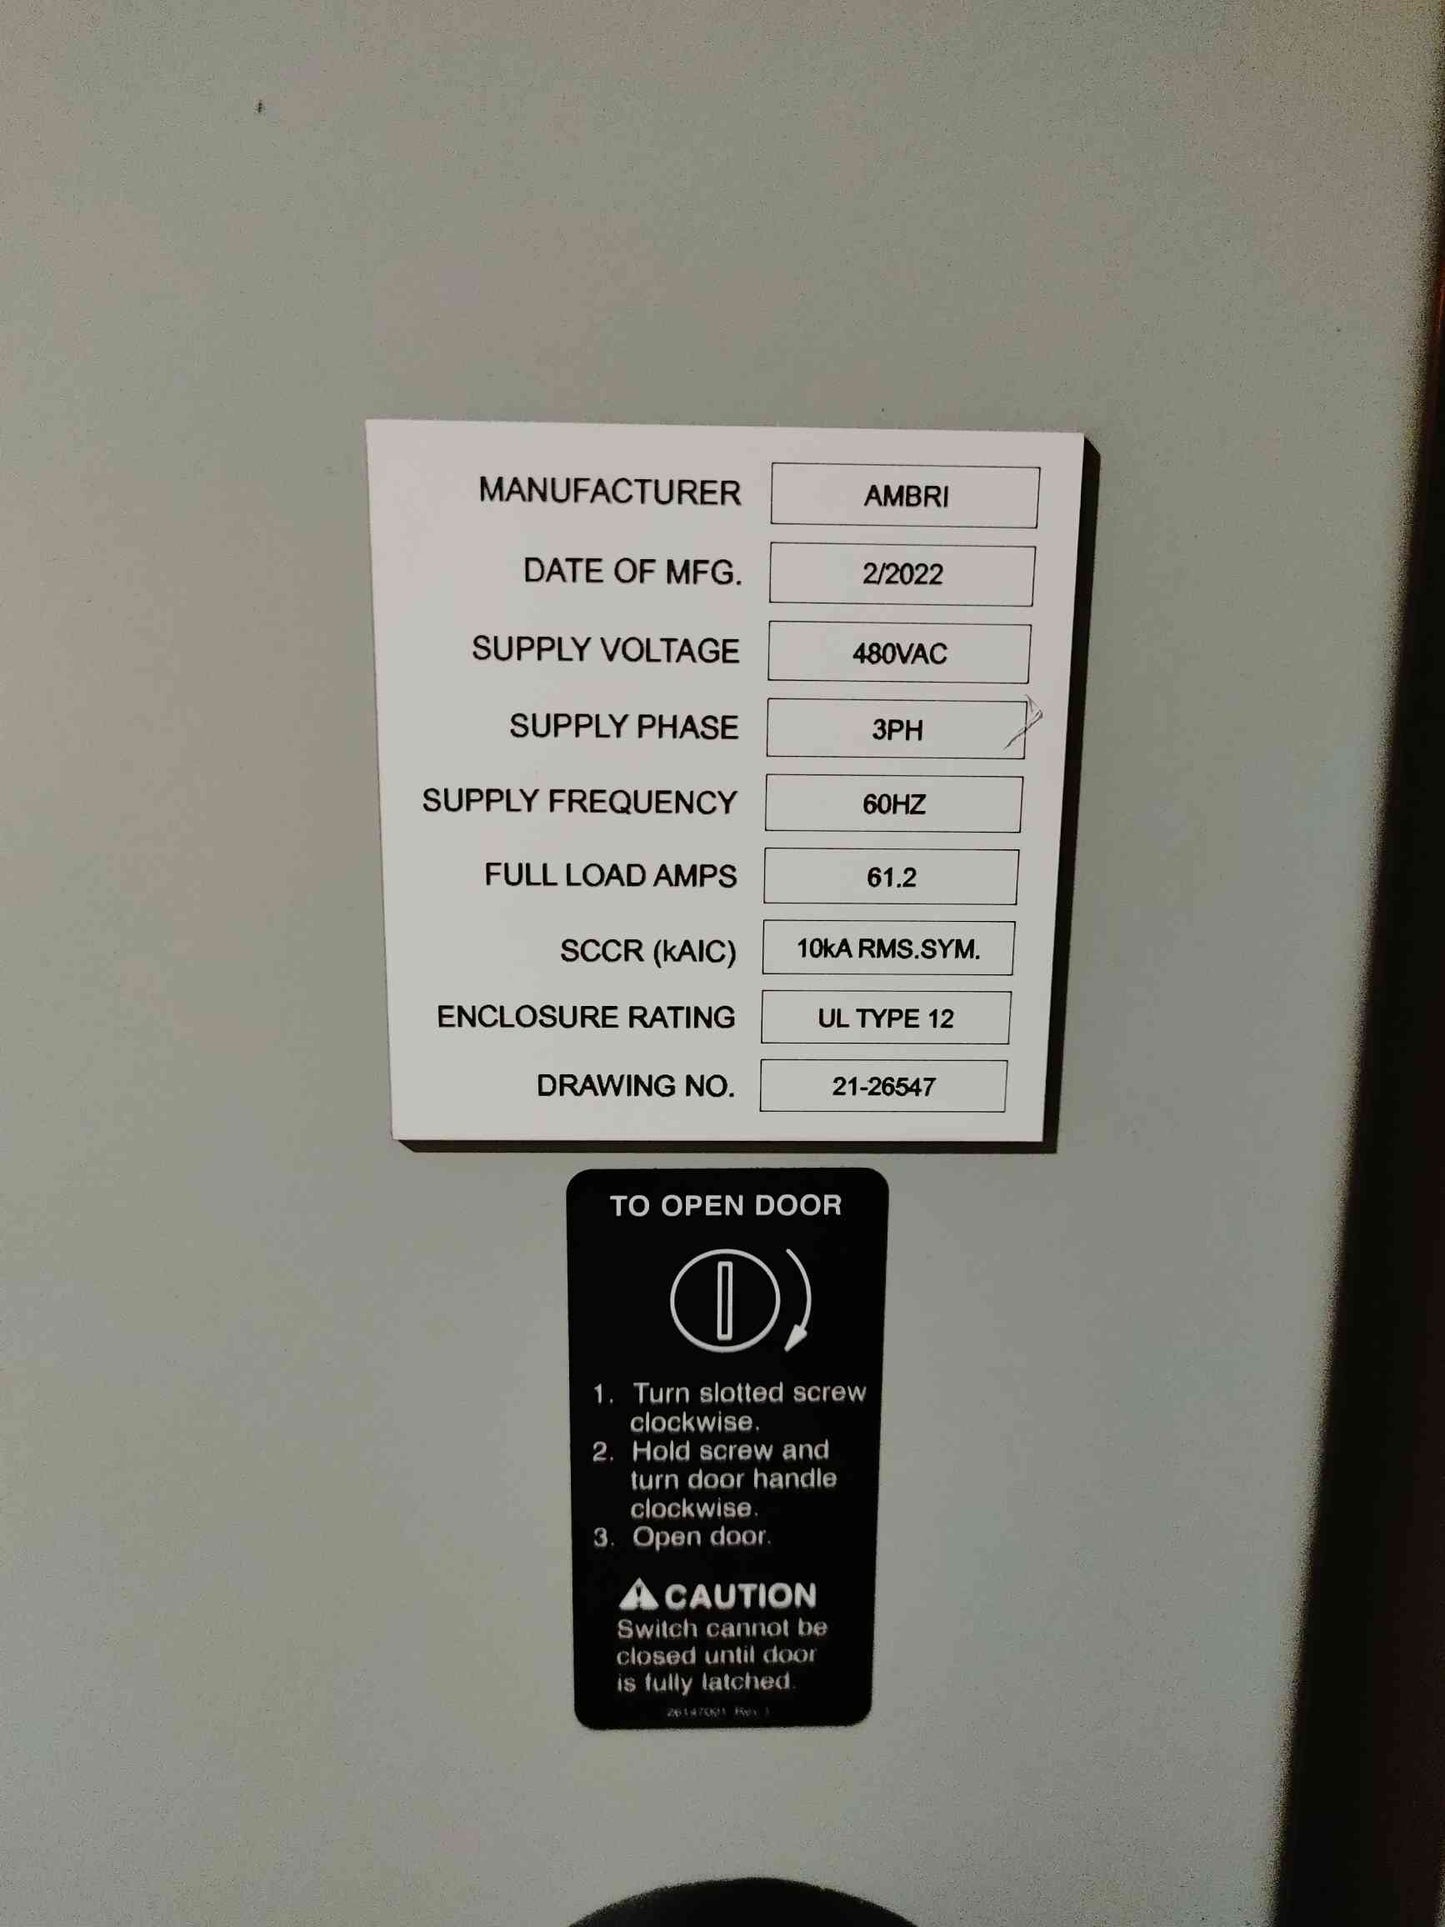 MANUFACTURER AMBRI
DATE OF MFG. 2/2022
SUPPLY VOLTAGE 480VAC
SUPPLY PHASE 3PH
SUPPLY FREQUENCY 60HZ
FULL LOAD AMPS 61.2
SCCR (kAIC) 10kA RMS.SYM.
ENCLOSURE RATING UL TYPE 12
DRAWING NO. 21-26547
TO OPEN DOOR
1. Turn slotted screw
clockwise.
2. Hold screw and
turn door handle
clockwise.
3. Open door.
CAUTION
Switch cannot be
closed until door
is fully latched.